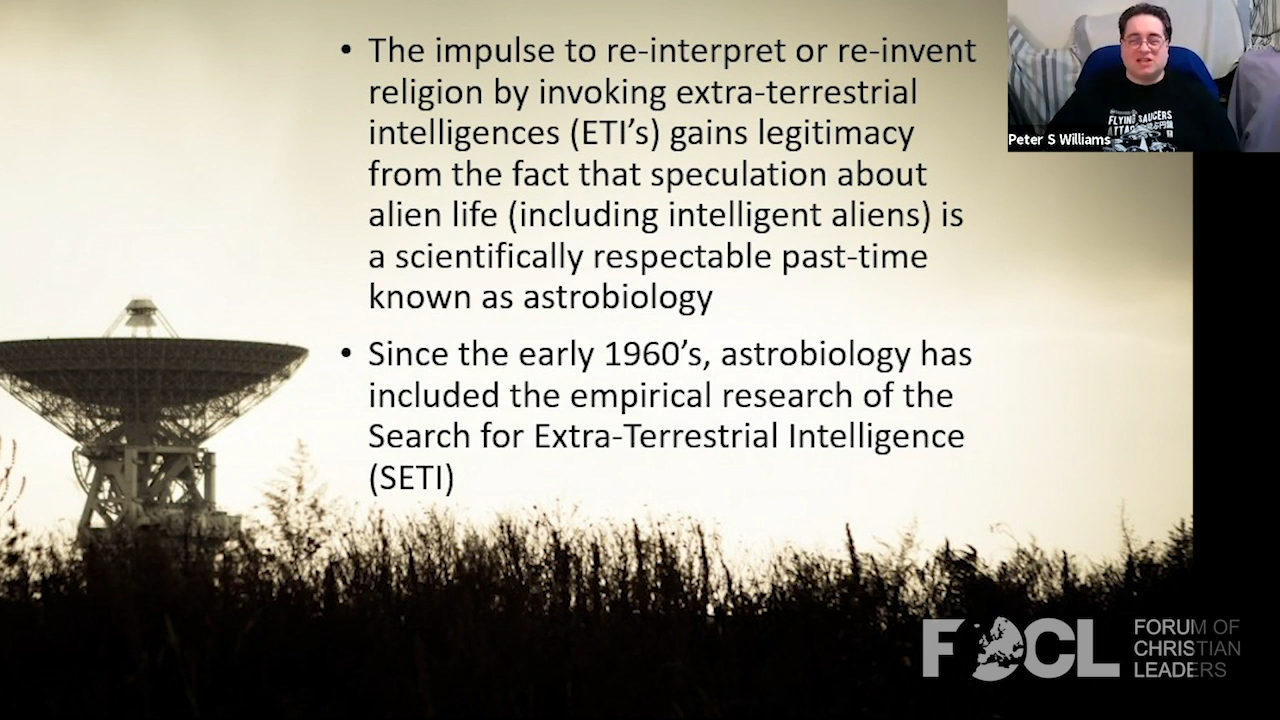 • The impulse to re-interpret or re-invent
religion by invoking extra-terrestrial
intelligences (ETI's) gains legitimacy
from the fact that speculation about
alien life (including intelligent aliens) is
a scientifically respectable past-time
known as astrobiology
• Since the early 1960's, astrobiology has
included the empirical research of the
Search for Extra-Terrestrial Intelligence
(SETI)
FLYING SAUCERS
Peter S Williams
FOCL
FORUM OF
CHRISTIAN
LEADERS